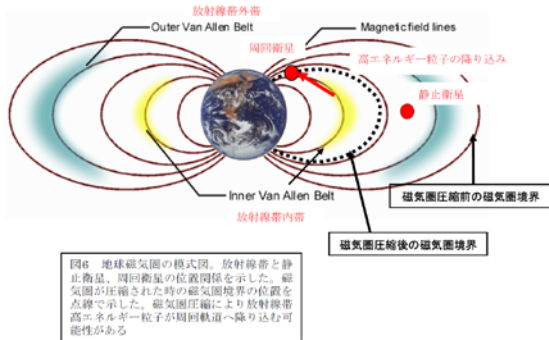 放射線帯外帯
Outer Van Allen Belt
Magnetic field lines
周回衛星
高エネルギー粒子の降り込み
静止衛星
Inner Van Allen Belt
放射線帯内帯
磁気圏圧縮前の磁気圏境界
磁気圏圧縮後の磁気圏境界
図6 地球磁気圏の模式図。放射線帯と静
止衛星、周回衛星の位置関係を示した。磁
気圏が圧縮された時の磁気圏境界の位置を
点線で示した。磁気圏圧縮により放射線帯
高エネルギー粒子が周回軌道へ降り込む可
能性がある